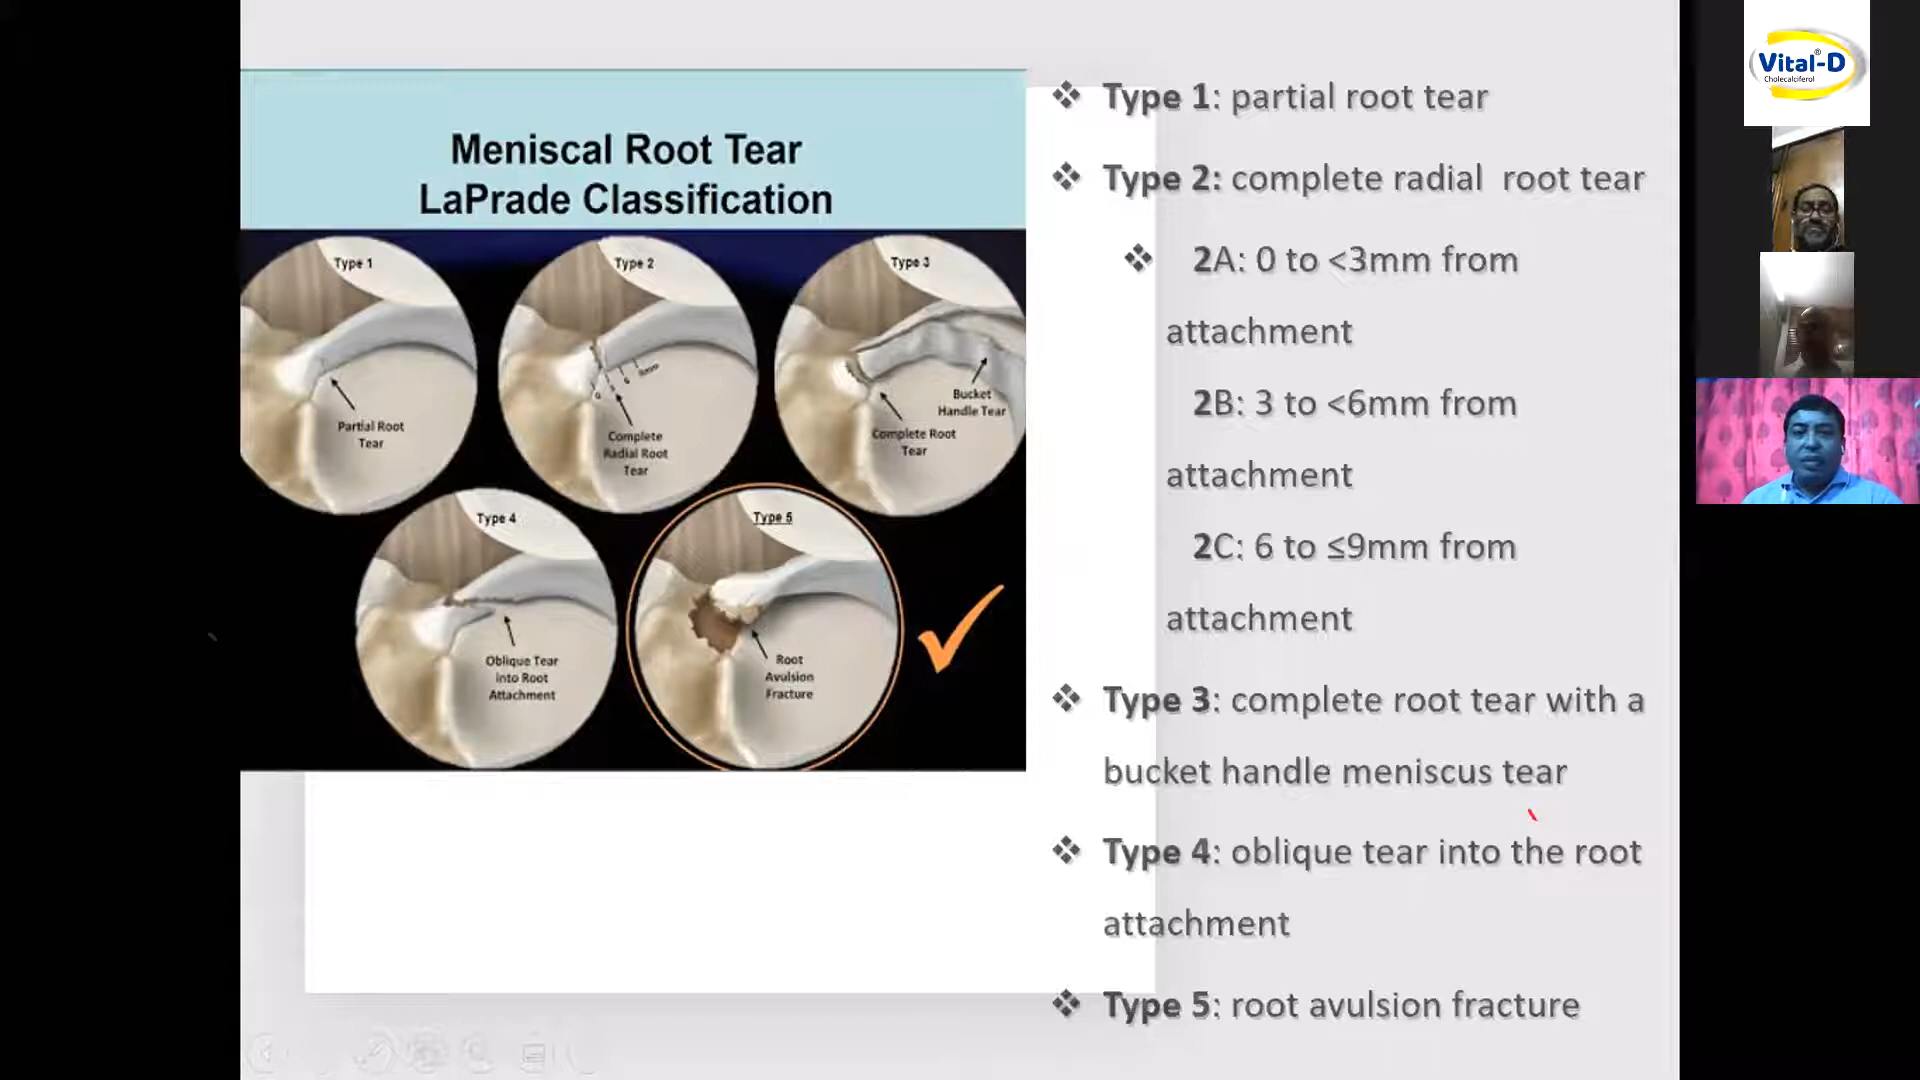 Meniscal Root Tear
LaPrade Classification
Type 1
Partial Root
Tear
Type 2
0 3 6 9mm
Complete
Radial Root
Tear
Type 3
Bucket
Handle Tear
Complete Root
Tear
Type 4
Oblique Tear
into Root
Attachment
Type 5
Root
Avulsion
Fracture
❖ Type 1: partial root tear
❖ Type 2: complete radial root tear
❖ 2A: 0 to <3mm from
attachment
2B: 3 to <6mm from
attachment
2C: 6 to ≤9mm from
attachment
❖ Type 3: complete root tear with a
bucket handle meniscus tear
❖ Type 4: oblique tear into the root
attachment
❖ Type 5: root avulsion fracture
Vital-D®
Cholecalciferol